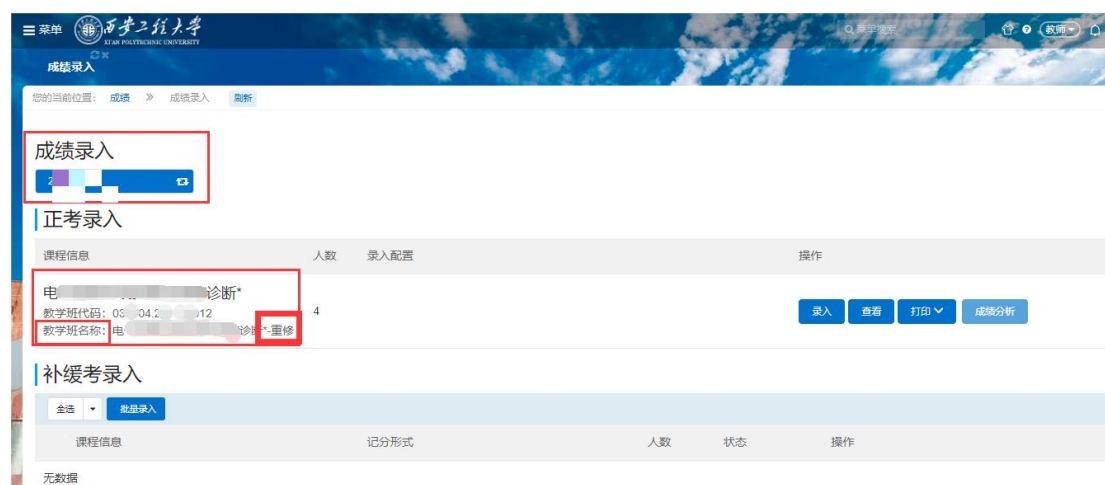 菜单 西安工程大学 菜单搜索 教师
XI'AN POLYTECHNIC UNIVERSITY
成绩录入
您的当前位置： 成绩 》 成绩录入 刷新
成绩录入
2
正考录入
课程信息 人数 录入配置 操作
电 诊断*
教学班代码：03 04.2 12 4 录入 查看 打印 成绩分析
教学班名称：电 诊断*-重修
补缓考录入
全选 批量录入
课程信息 记分形式 人数 状态 操作
无数据